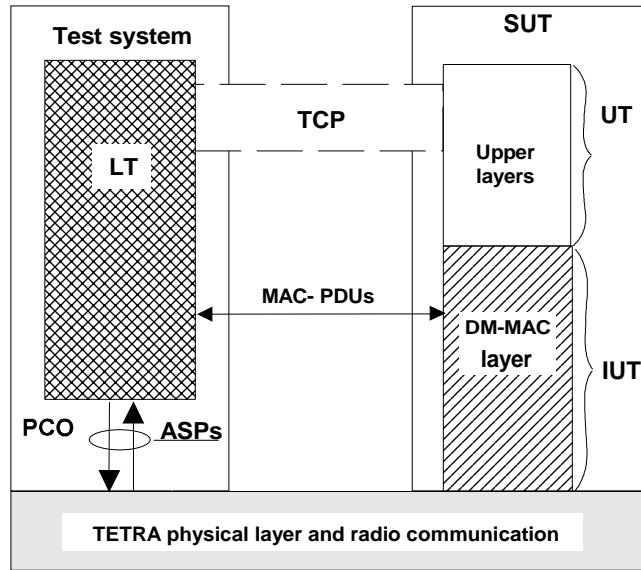 Test system
SUT
LT
TCP
UT
Upper
layers
MAC- PDUs
DM-MAC
layer
IUT
PCO
ASPs
TETRA physical layer and radio communication